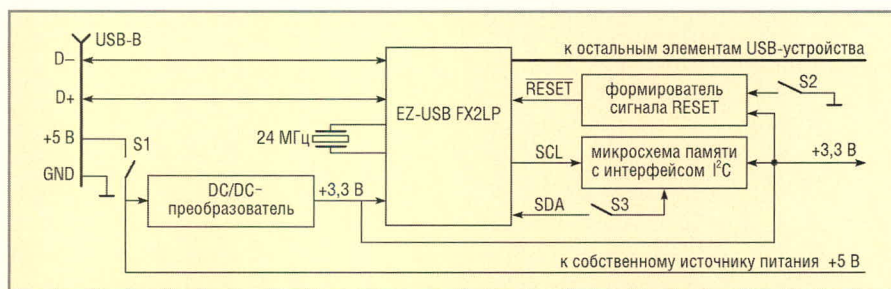 USB-B
D–
D+
+5 В
GND
S1
24 МГц
DC/DC-
преобразователь
+3,3 В
EZ-USB FX2LP
к остальным элементам USB-устройства
RESET
формирователь
сигнала RESET
S2
SCL
микросхема памяти
с интерфейсом I²C
+3,3 В
SDA
S3
к собственному источнику питания +5 В